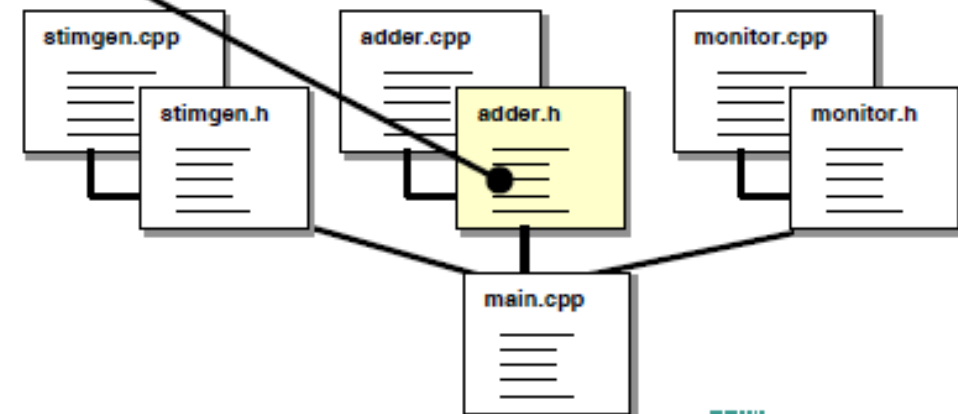 stimgen.cpp
adder.cpp
monitor.cpp
stimgen.h
adder.h
monitor.h
main.cpp